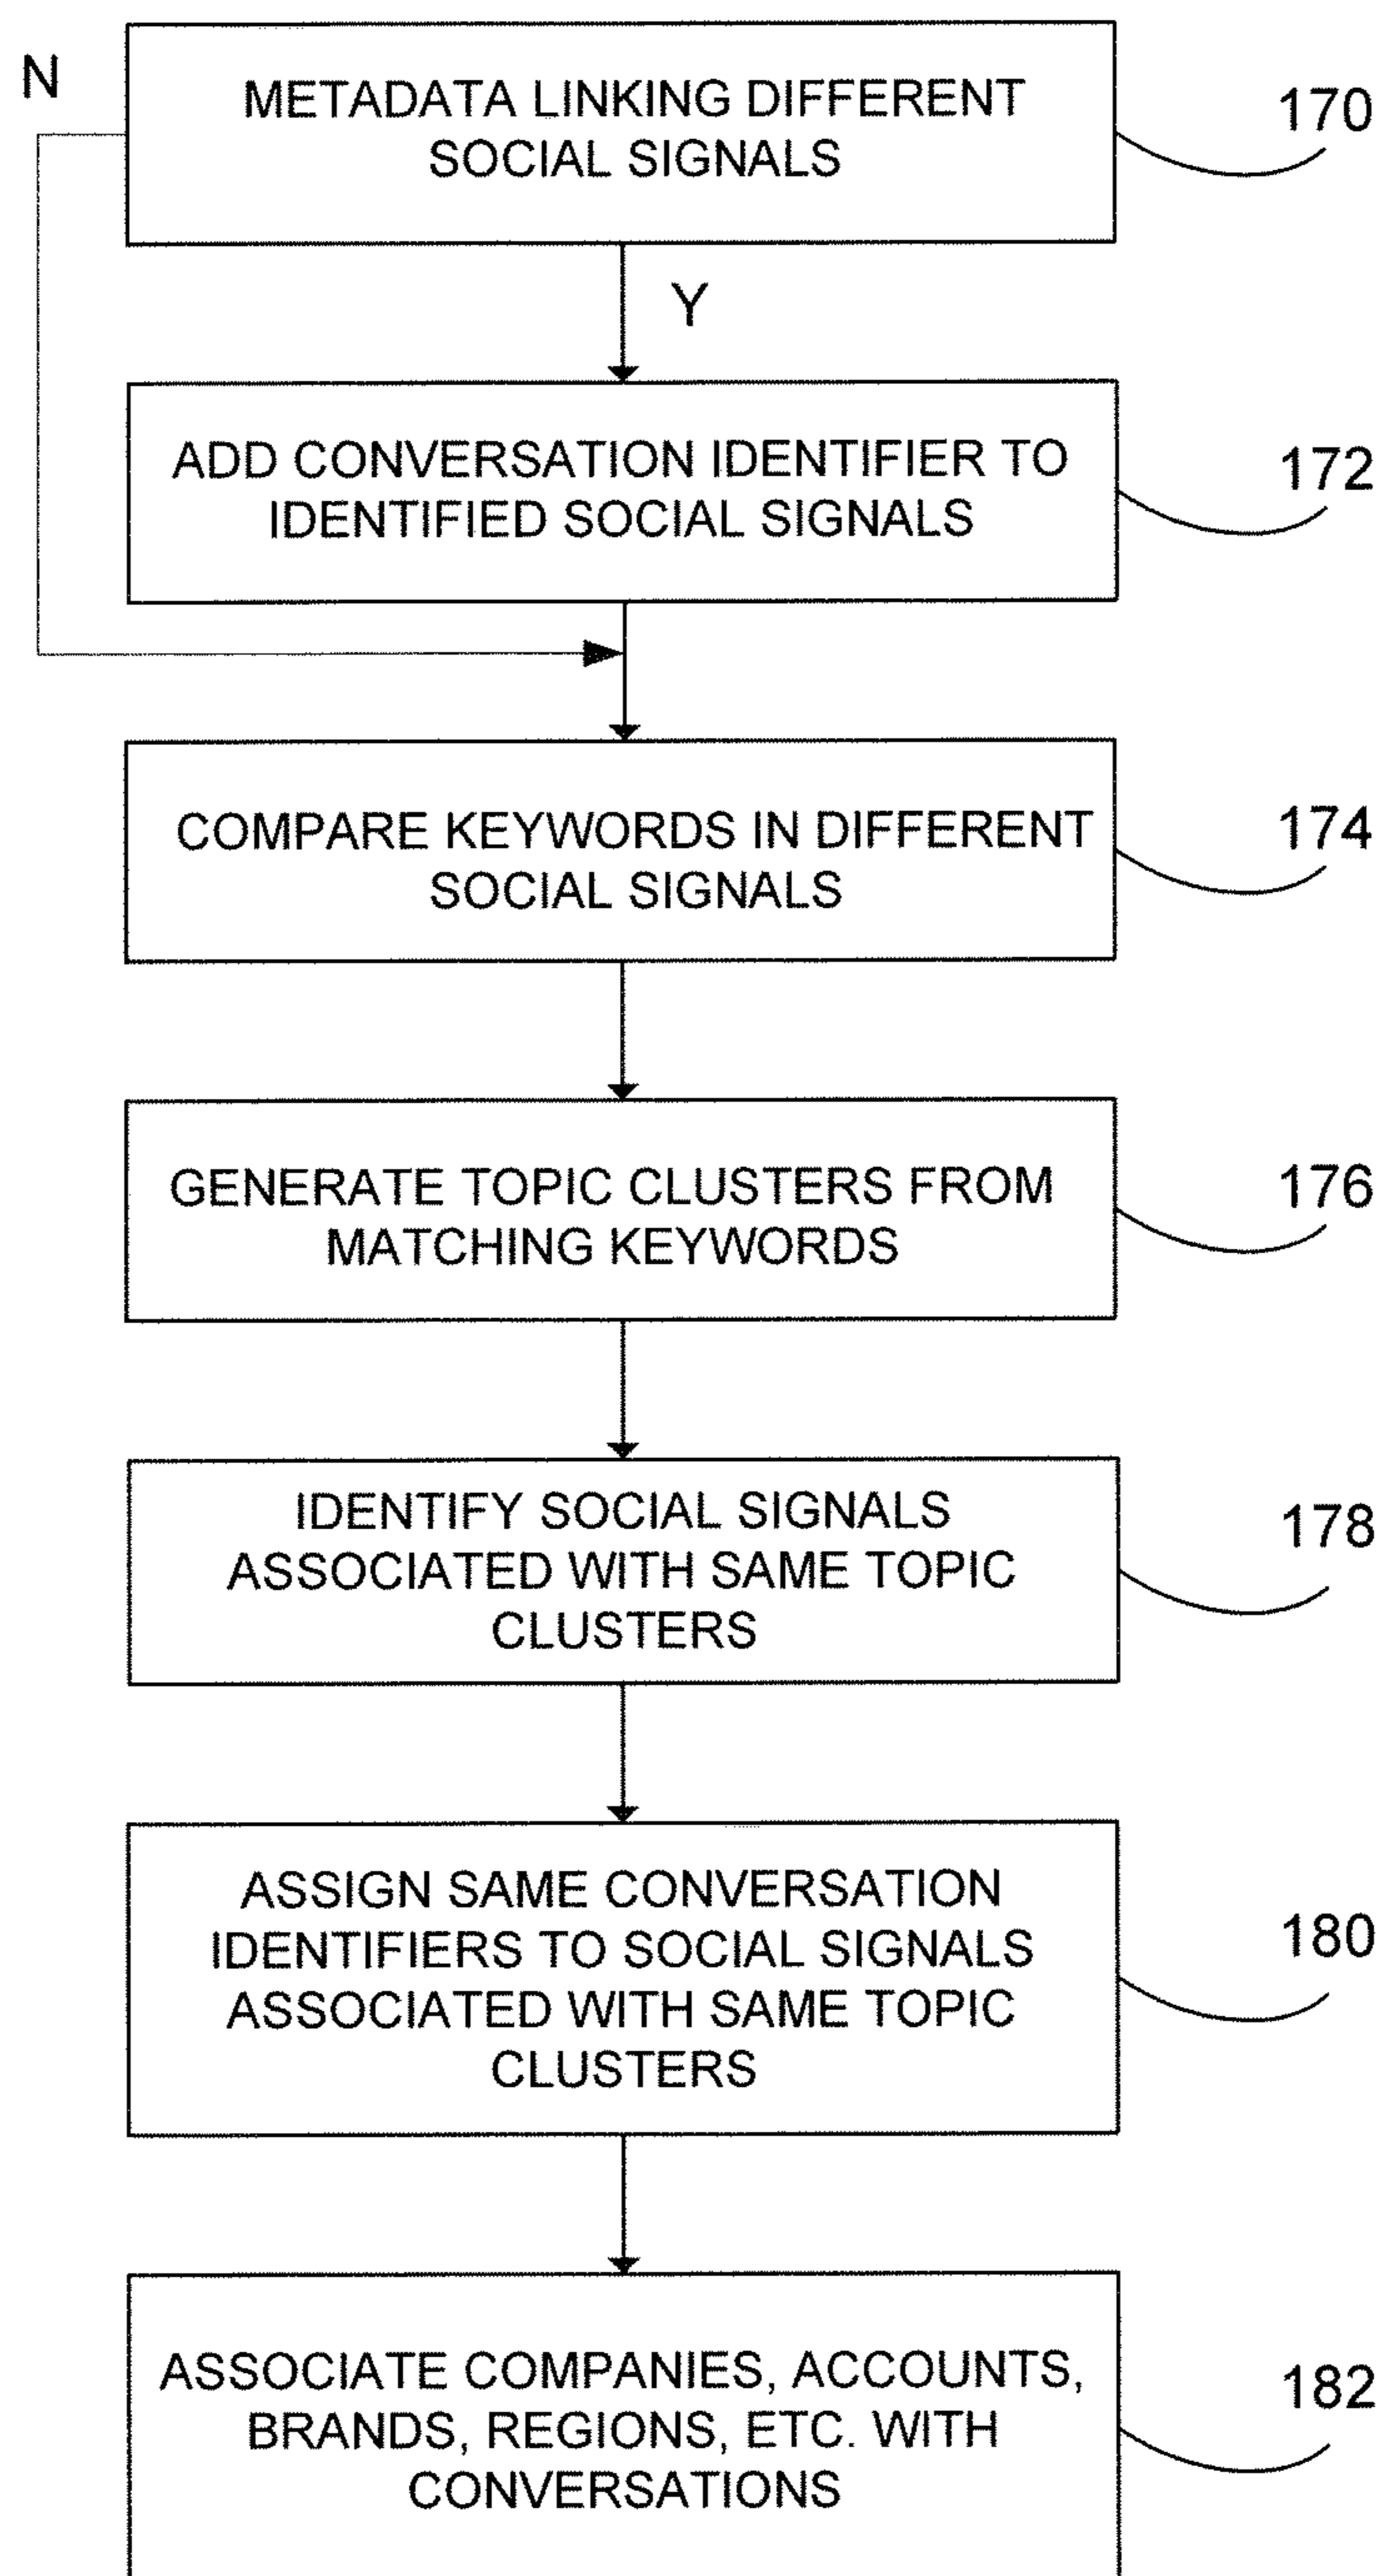 N
METADATA LINKING DIFFERENT
SOCIAL SIGNALS
170
Y
ADD CONVERSATION IDENTIFIER TO
IDENTIFIED SOCIAL SIGNALS
172
COMPARE KEYWORDS IN DIFFERENT
SOCIAL SIGNALS
174
GENERATE TOPIC CLUSTERS FROM
MATCHING KEYWORDS
176
IDENTIFY SOCIAL SIGNALS
ASSOCIATED WITH SAME TOPIC
CLUSTERS
178
ASSIGN SAME CONVERSATION
IDENTIFIERS TO SOCIAL SIGNALS
ASSOCIATED WITH SAME TOPIC
CLUSTERS
180
ASSOCIATE COMPANIES, ACCOUNTS,
BRANDS, REGIONS, ETC. WITH
CONVERSATIONS
182